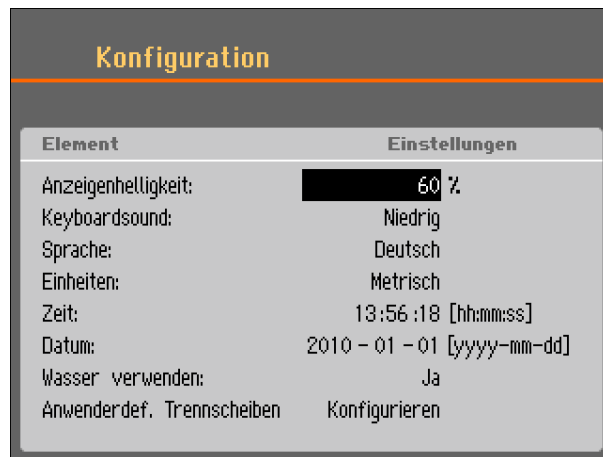 Konfiguration
Element Einstellungen
Anzeigenhelligkeit: 60 %
Keyboardsound: Niedrig
Sprache: Deutsch
Einheiten: Metrisch
Zeit: 13:56:18 [hh:mm:ss]
Datum: 2010 - 01 - 01 [yyyy-mm-dd]
Wasser verwenden: Ja
Anwenderdef. Trennscheiben Konfigurieren